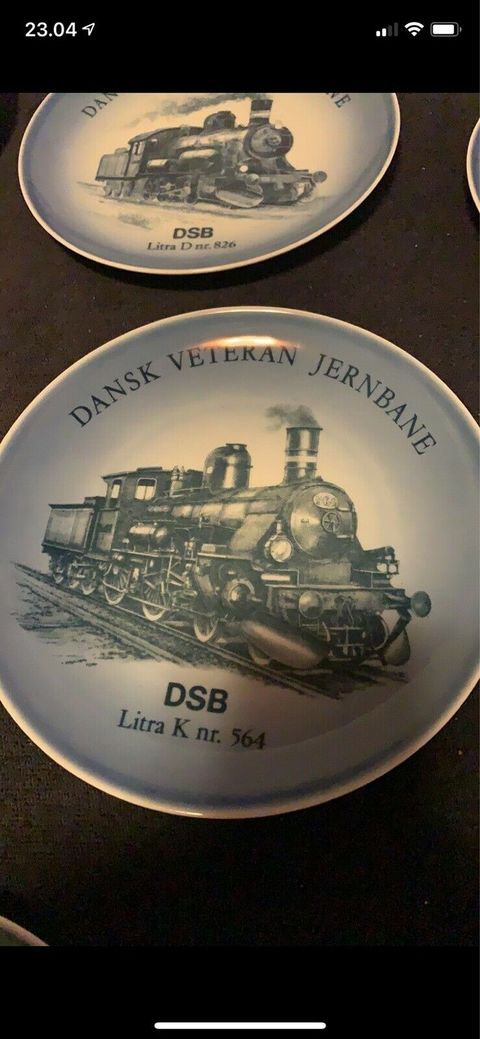 23.04
DSB
Litra D nr. 826
DANSK VETERAN JERNBANE
DSB
Litra K nr. 564